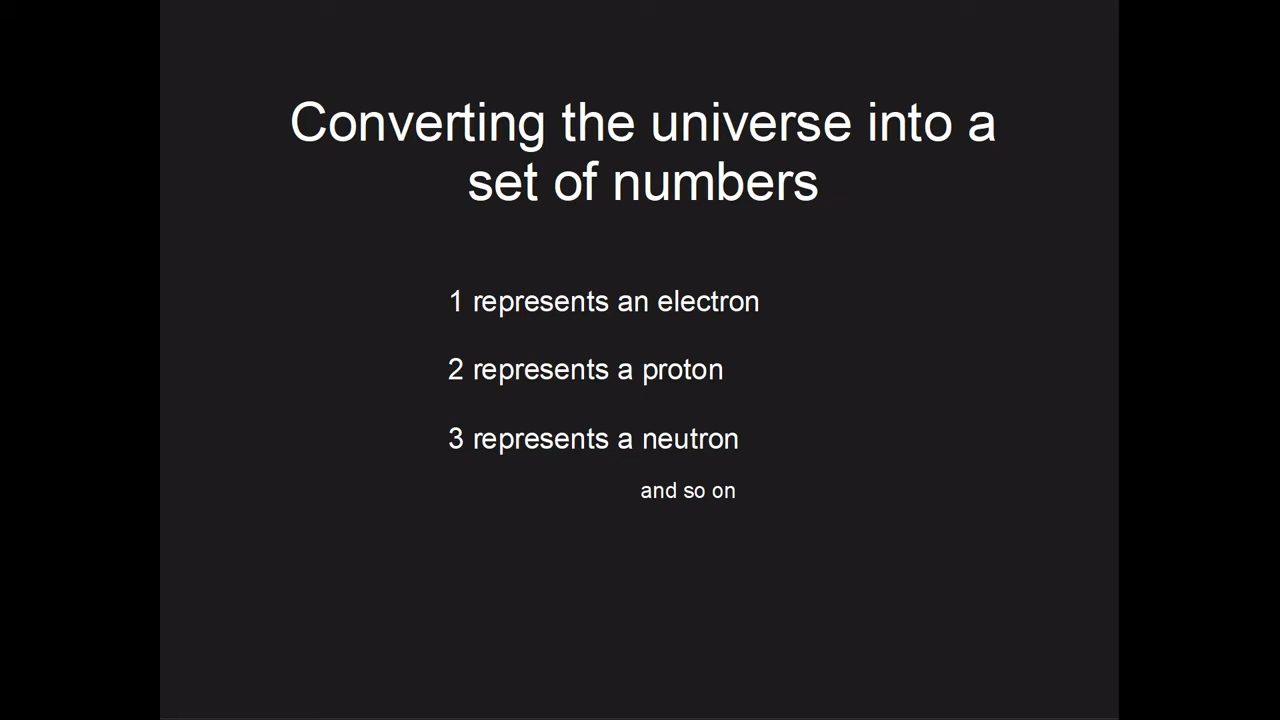 Converting the universe into a
set of numbers
1 represents an electron
2 represents a proton
3 represents a neutron
and so on